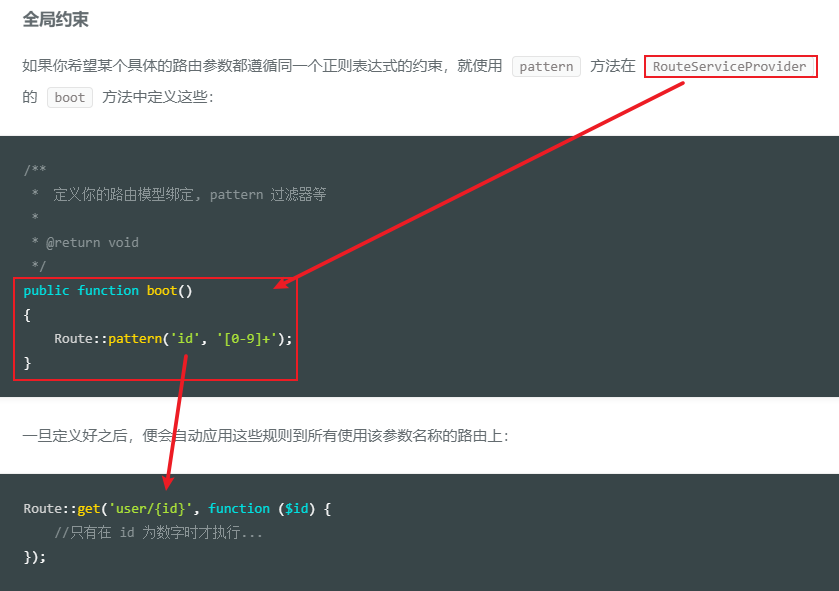 全局约束
如果你希望某个具体的路由参数都遵循同一个正则表达式的约束，就使用 pattern 方法在 RouteServiceProvider
的 boot 方法中定义这些：
/**
 * 定义你的路由模型绑定, pattern 过滤器等
 *
 * @return void
 */
public function boot()
{
    Route::pattern('id', '[0-9]+');
}
一旦定义好之后，便会自动应用这些规则到所有使用该参数名称的路由上：
Route::get('user/{id}', function ($id) {
    //只有在 id 为数字时才执行...
});